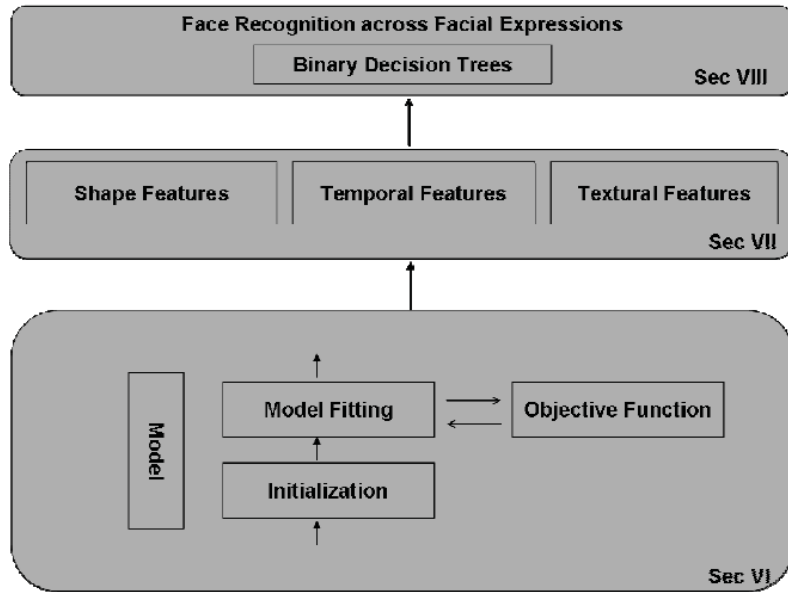 Face Recognition across Facial Expressions
Binary Decision Trees
Sec VIII
Shape Features
Temporal Features
Textural Features
Sec VII
Model
Model Fitting
Objective Function
Initialization
Sec VI